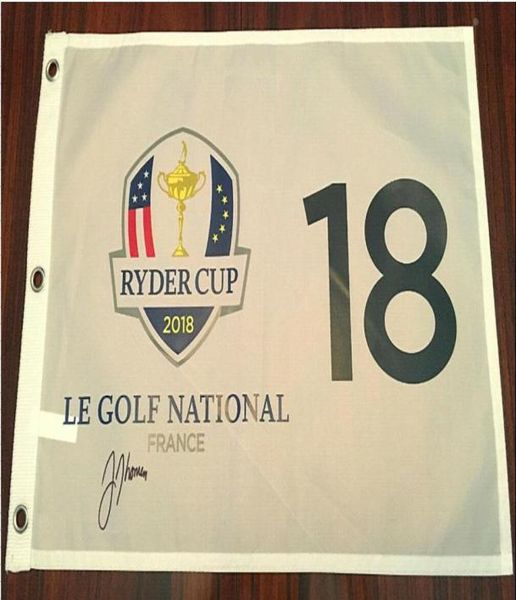 RYDER CUP
2018
18
LE GOLF NATIONAL
FRANCE